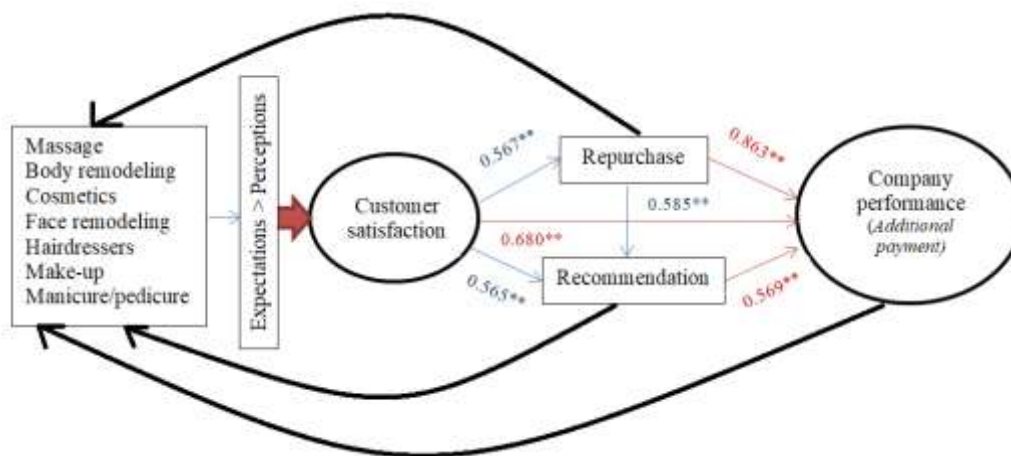 Massage
Body remodeling
Cosmetics
Face remodeling
Hairdressers
Make-up
Manicure/pedicure
Expectations > Perceptions
Customer
satisfaction
0.567**
0.680**
0.565**
Repurchase
0.585**
Recommendation
0.863**
0.569**
Company
performance
(Additional
payment)